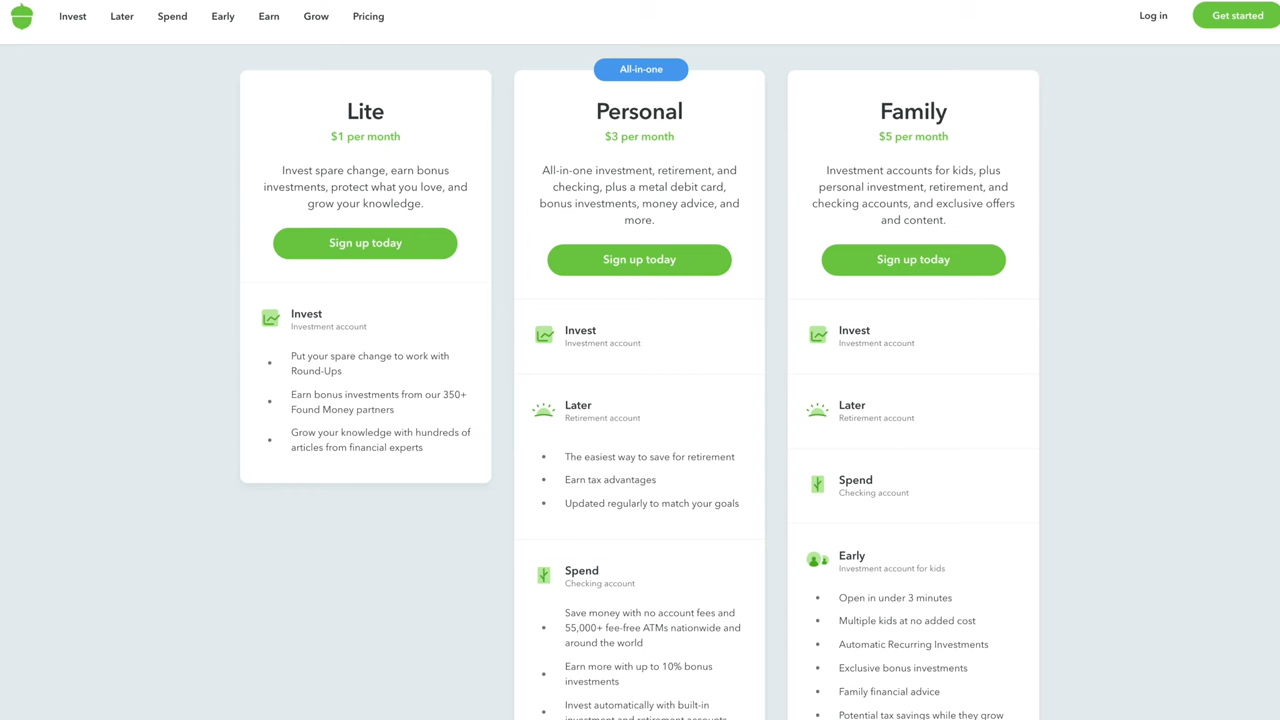 Invest Later Spend Early Earn Grow Pricing Log in Get started
Lite
$1 per month
Invest spare change, earn bonus
investments, protect what you love, and
grow your knowledge.
Sign up today
Invest
Investment account
Put your spare change to work with
Round-Ups
Earn bonus investments from our 350+
Found Money partners
Grow your knowledge with hundreds of
articles from financial experts
All-in-one
Personal
$3 per month
All-in-one investment, retirement, and
checking, plus a metal debit card,
bonus investments, money advice, and
more.
Sign up today
Invest
Investment account
Later
Retirement account
The easiest way to save for retirement
Earn tax advantages
Updated regularly to match your goals
Spend
Checking account
Save money with no account fees and
55,000+ fee-free ATMs nationwide and
around the world
Earn more with up to 10% bonus
investments
Invest automatically with built-in
investment and retirement accounts
Family
$5 per month
Investment accounts for kids, plus
personal investment, retirement, and
checking accounts, and exclusive offers
and content.
Sign up today
Invest
Investment account
Later
Retirement account
Spend
Checking account
Early
Investment account for kids
Open in under 3 minutes
Multiple kids at no added cost
Automatic Recurring Investments
Exclusive bonus investments
Family financial advice
Potential tax savings while they grow